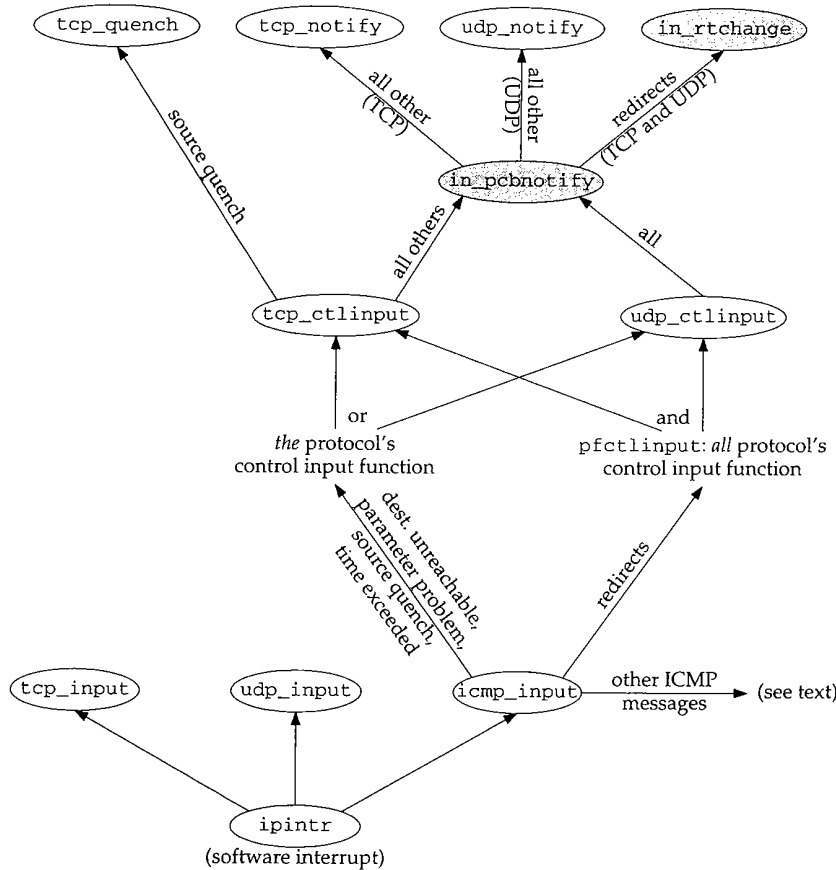 tcp_quench
tcp_notify
udp_notify
in_rtchange
source quench
all other
(TCP)
all other
(UDP)
redirects
(TCP and UDP)
in_pcbnotify
all others
all
tcp_ctlinput
udp_ctlinput
or
and
the protocol's
control input function
pfctlinput: all protocol's
control input function
dest. unreachable,
parameter problem,
source quench,
time exceeded
redirects
tcp_input
udp_input
icmp_input
other ICMP
messages
(see text)
ipintr
(software interrupt)